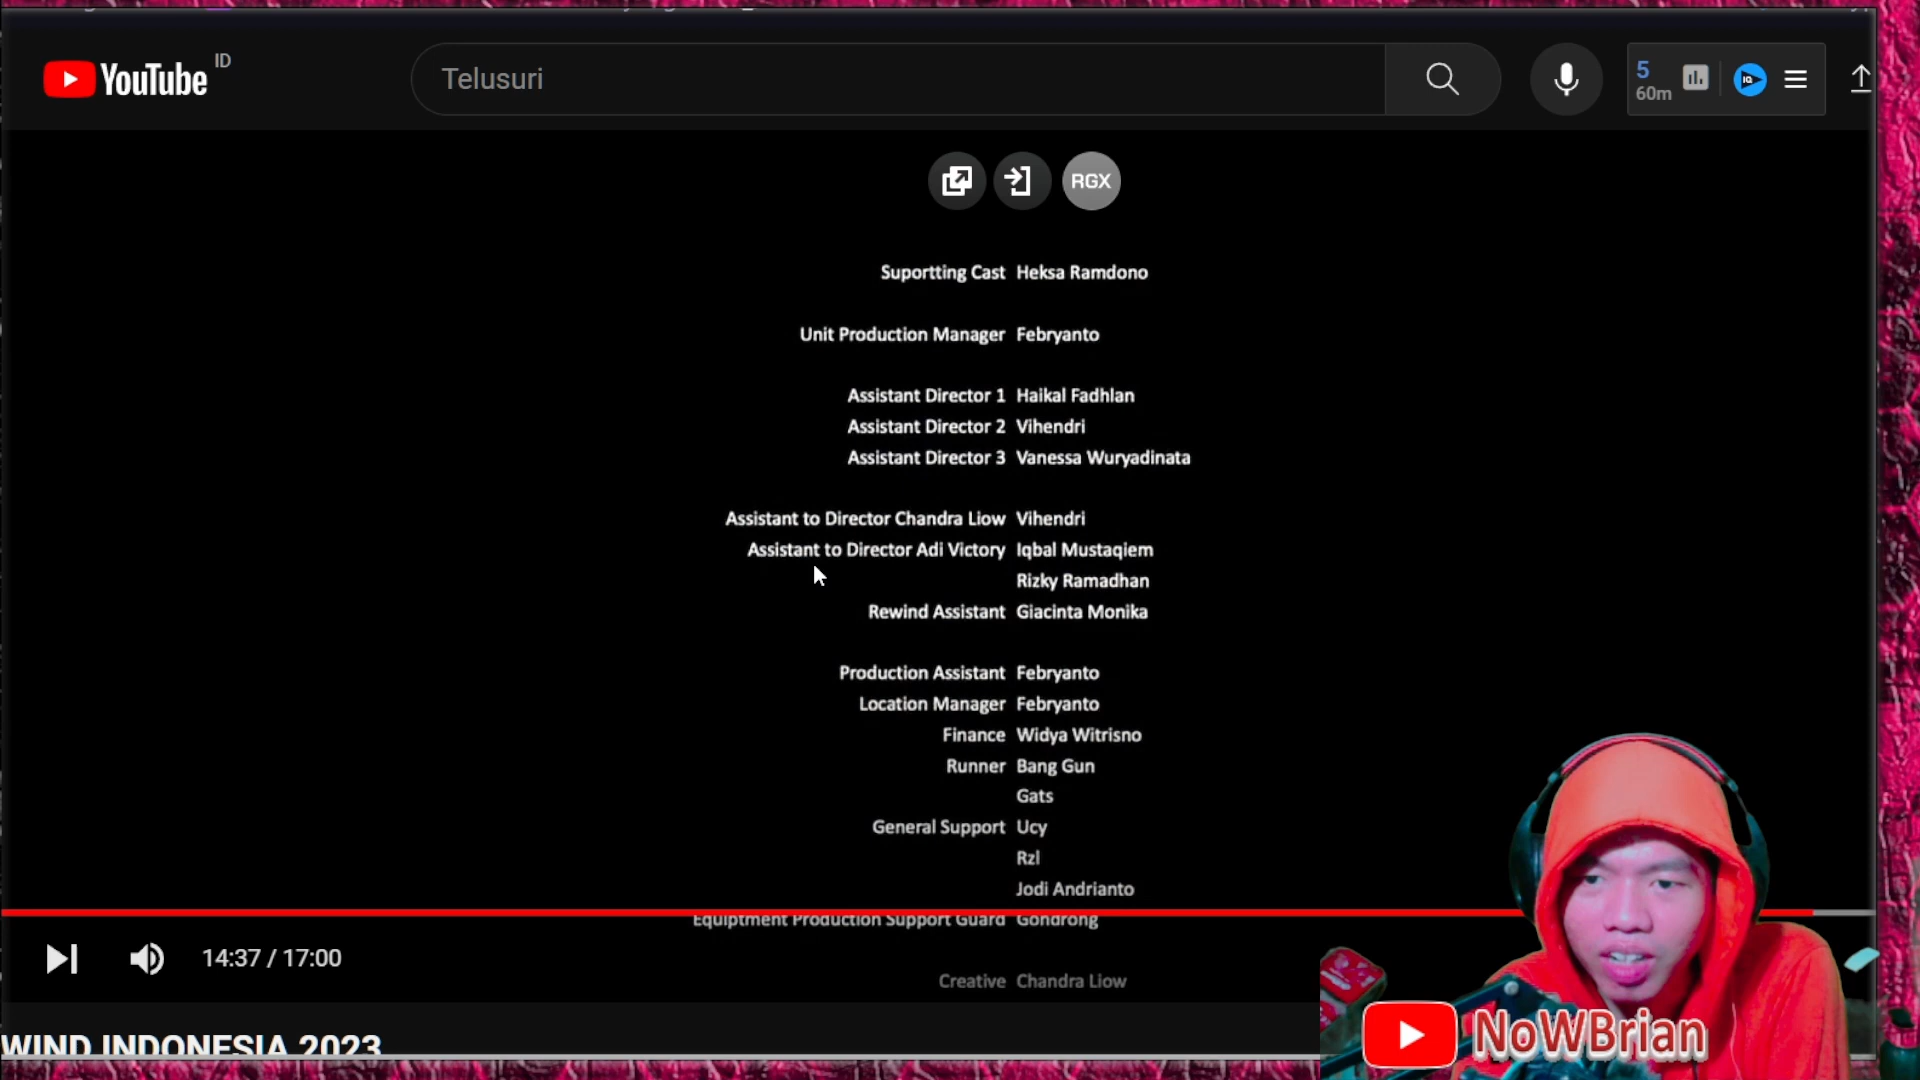 YouTube ID
Telusuri
5
60m
IQ
RGX
Suportting Cast Heksa Ramdono
Unit Production Manager Febryanto
Assistant Director 1 Haikal Fadhlan
Assistant Director 2 Vihendri
Assistant Director 3 Vanessa Wuryadinata
Assistant to Director Chandra Liow Vihendri
Assistant to Director Adi Victory Iqbal Mustaqiem
Rizky Ramadhan
Rewind Assistant Giacinta Monika
Production Assistant Febryanto
Location Manager Febryanto
Finance Widya Witrisno
Runner Bang Gun
Gats
General Support Ucy
Rzl
Jodi Andrianto
Equiptment Production Support Guard Gondrong
14:37 / 17:00
Creative Chandra Liow
WIND INDONESIA 2023
NoWBrian